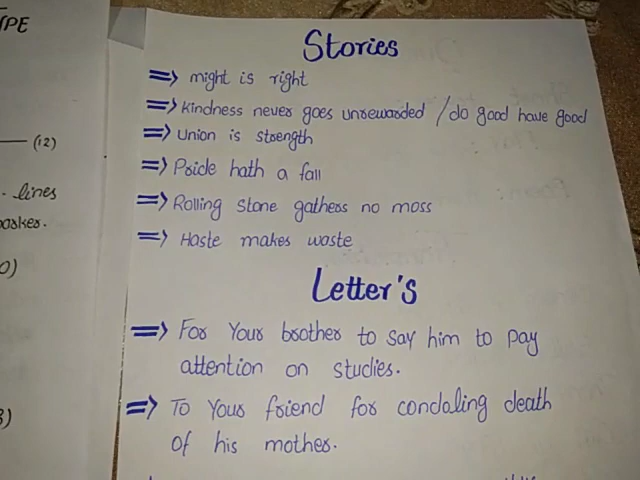 YPE
(12)
lines
0)
Stories
⇒ might is right
⇒ Kindness never goes unrewarded / do good have good
⇒ Union is strength
⇒ Pride hath a fall
⇒ Rolling stone gathers no moss
⇒ Haste makes waste
Letter's
⇒ For Your brother to say him to pay
attention on studies.
⇒ To Your friend for condoling death
of his mother.